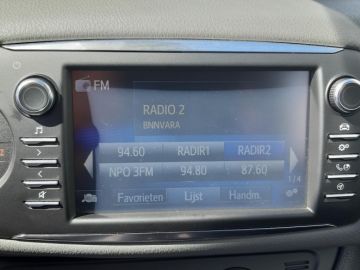 FM
RADIO 2
BNNVARA
94.60 RADIR1 RADIR2
NPO 3FM 94.80 87.60
1/4
Favorieten Lijst Handm.